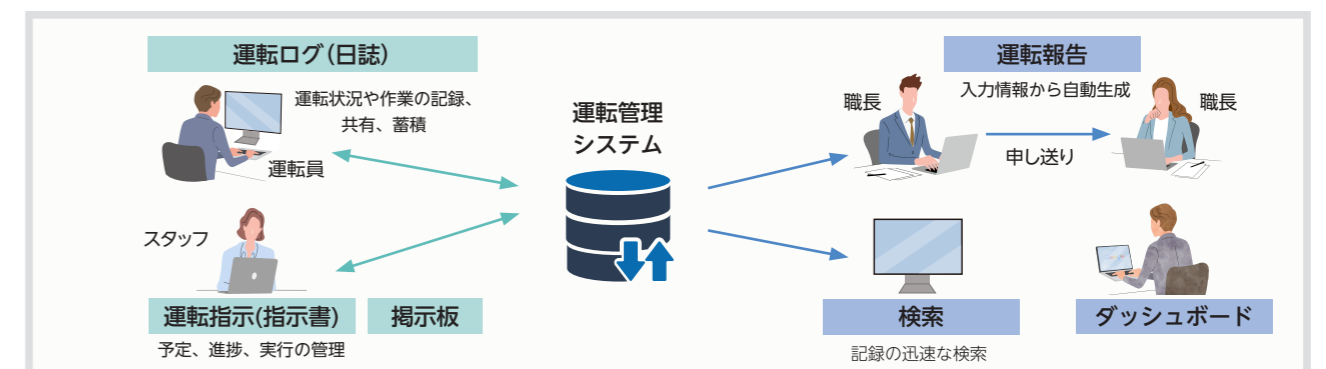 運転ログ(日誌)
運転状況や作業の記録、
共有、蓄積
運転員
スタッフ
運転指示(指示書)
掲示板
予定、進捗、実行の管理
運転管理
システム
運転報告
入力情報から自動生成
職長
職長
申し送り
検索
記録の迅速な検索
ダッシュボード